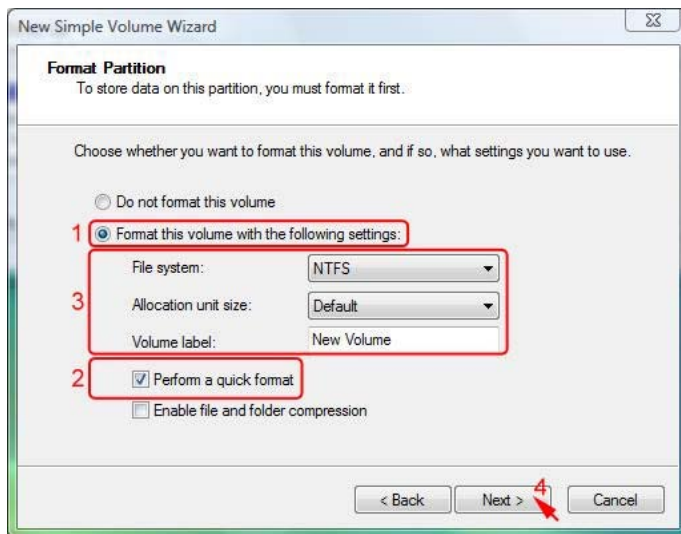 New Simple Volume Wizard
Format Partition
To store data on this partition, you must format it first.
Choose whether you want to format this volume, and if so, what settings you want to use.
Do not format this volume
1 Format this volume with the following settings:
File system: NTFS
3 Allocation unit size: Default
Volume label: New Volume
2 Perform a quick format
Enable file and folder compression
< Back Next > 4 Cancel